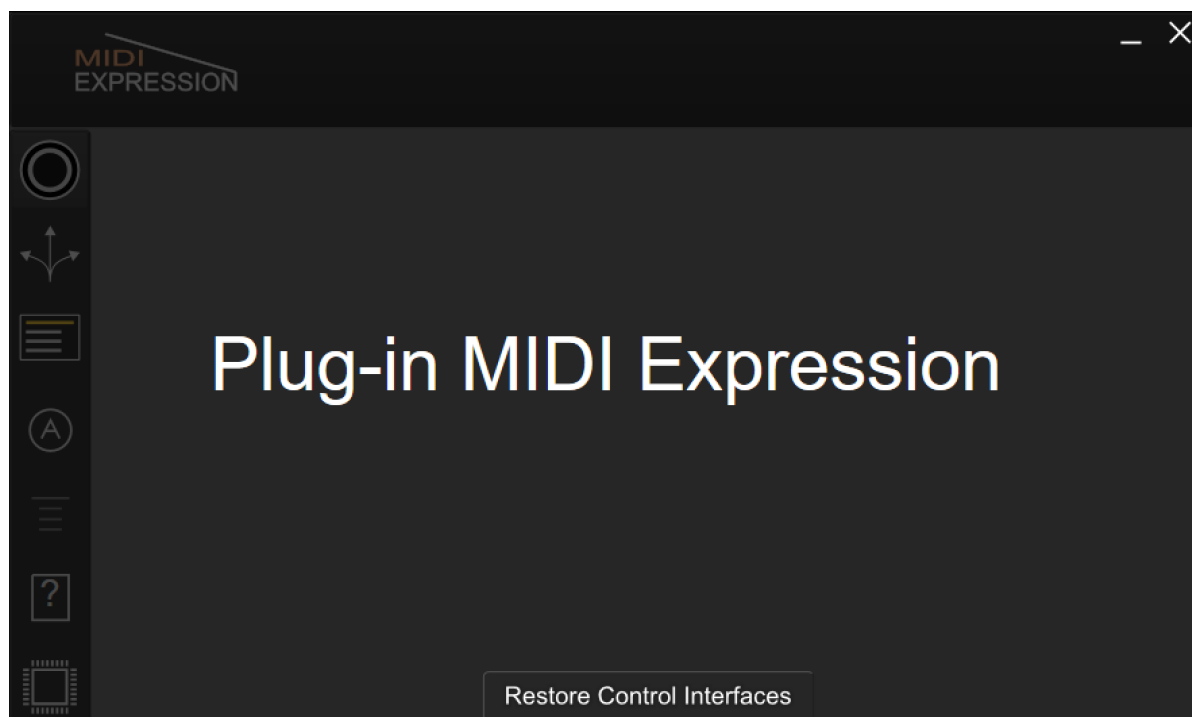 MIDI
EXPRESSION
A
Plug-in MIDI Expression
?
Restore Control Interfaces